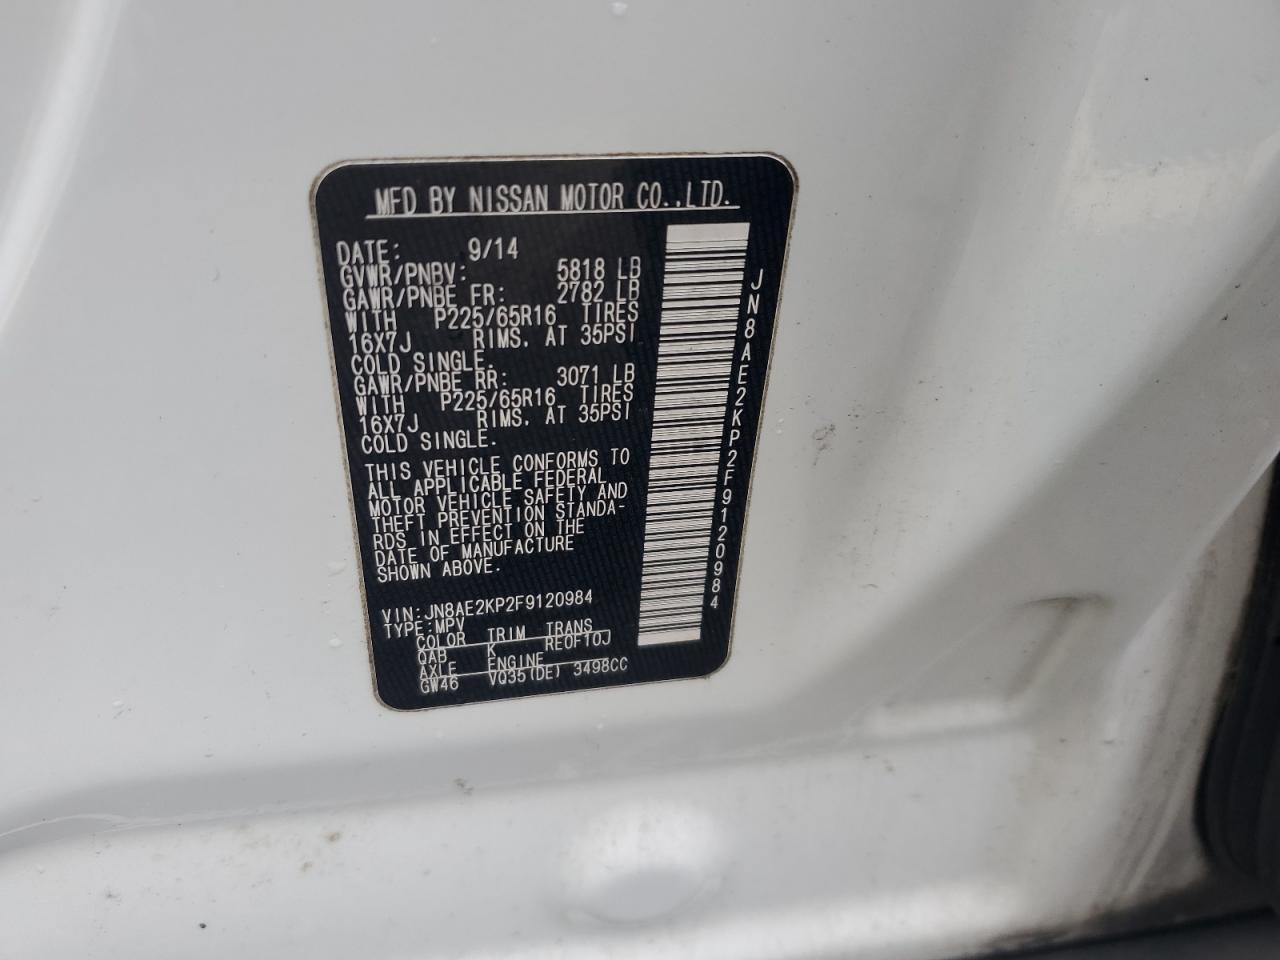 MFD BY NISSAN MOTOR CO.,LTD.
DATE: 9/14
GVWR/PNBV: 5818 LB
GAWR/PNBE FR: 2782 LB
WITH P225/65R16 TIRES
16X7J RIMS. AT 35PSI
COLD SINGLE.
GAWR/PNBE RR: 3071 LB
WITH P225/65R16 TIRES
16X7J RIMS. AT 35PSI
COLD SINGLE.
THIS VEHICLE CONFORMS TO
ALL APPLICABLE FEDERAL
MOTOR VEHICLE SAFETY AND
THEFT PREVENTION STANDA-
RDS IN EFFECT ON THE
DATE OF MANUFACTURE
SHOWN ABOVE.
VIN:JN8AE2KP2F9120984
TYPE:MPV
COLOR TRIM TRANS
QAB K RE0F10J
AXLE ENGINE
GW46 VQ35(DE) 3498CC
JN8AE2KP2F9120984